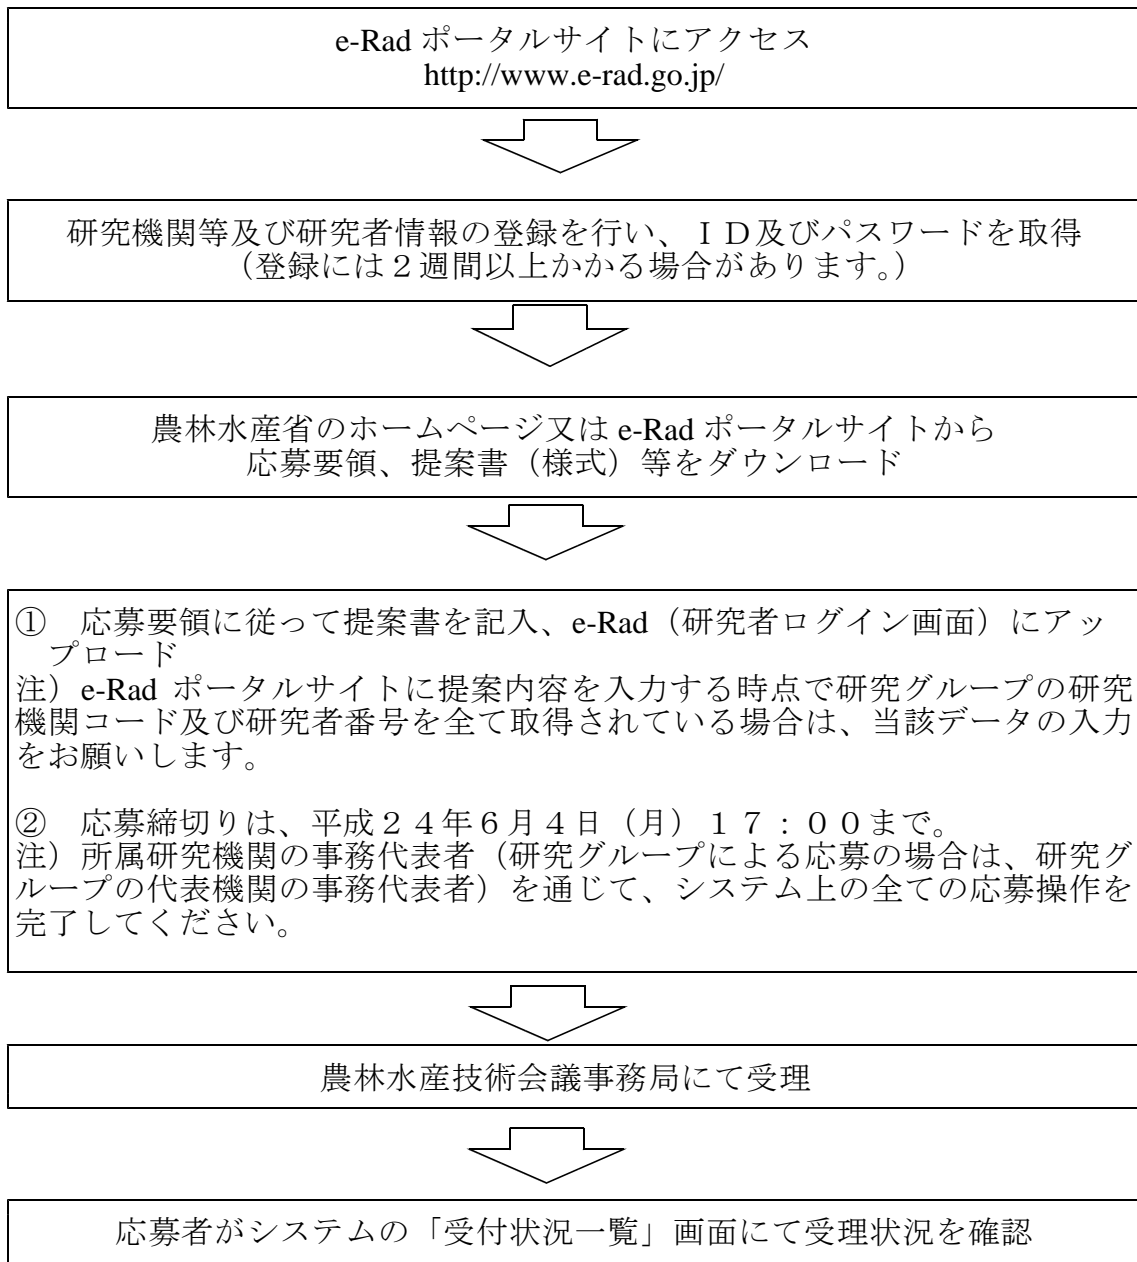 e-Rad ポータルサイトにアクセス
http://www.e-rad.go.jp/
研究機関等及び研究者情報の登録を行い、ＩＤ及びパスワードを取得
（登録には２週間以上かかる場合があります。）
農林水産省のホームページ又は e-Rad ポータルサイトから
応募要領、提案書（様式）等をダウンロード
①　応募要領に従って提案書を記入、e-Rad（研究者ログイン画面）にアッ
プロード
注）e-Rad ポータルサイトに提案内容を入力する時点で研究グループの研究
機関コード及び研究者番号を全て取得されている場合は、当該データの入力
をお願いします。
②　応募締切りは、平成２４年６月４日（月）１７：００まで。
注）所属研究機関の事務代表者（研究グループによる応募の場合は、研究グ
ループの代表機関の事務代表者）を通じて、システム上の全ての応募操作を
完了してください。
農林水産技術会議事務局にて受理
応募者がシステムの「受付状況一覧」画面にて受理状況を確認